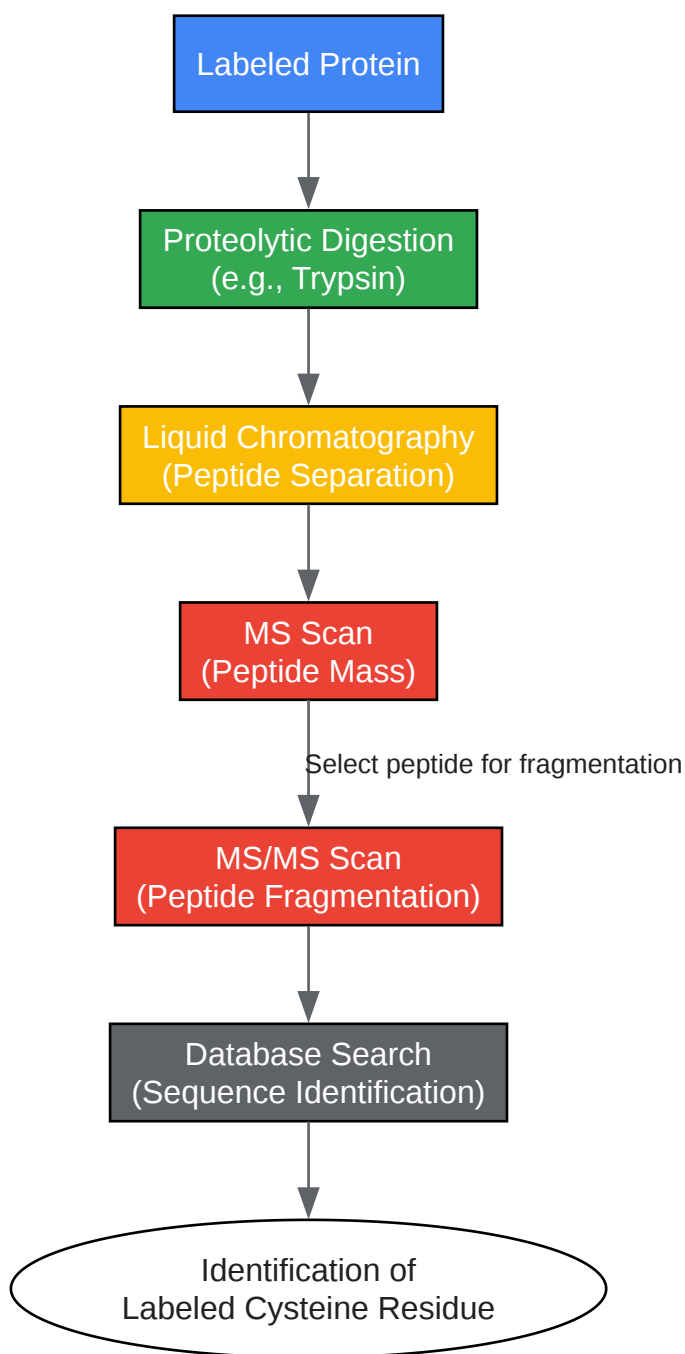 Labeled Protein
Proteolytic Digestion
(e.g., Trypsin)
Liquid Chromatography
(Peptide Separation)
MS Scan
(Peptide Mass)
Select peptide for fragmentation
MS/MS Scan
(Peptide Fragmentation)
Database Search
(Sequence Identification)
Identification of
Labeled Cysteine Residue